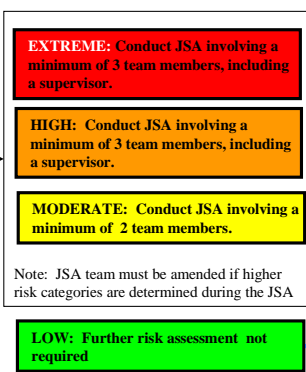 EXTREME: Conduct JSA involving a
minimum of 3 team members, including
a supervisor.
HIGH: Conduct JSA involving a
minimum of 3 team members, including
a supervisor.
MODERATE: Conduct JSA involving a
minimum of 2 team members.
Note: JSA team must be amended if higher
risk categories are determined during the JSA
LOW: Further risk assessment not
required